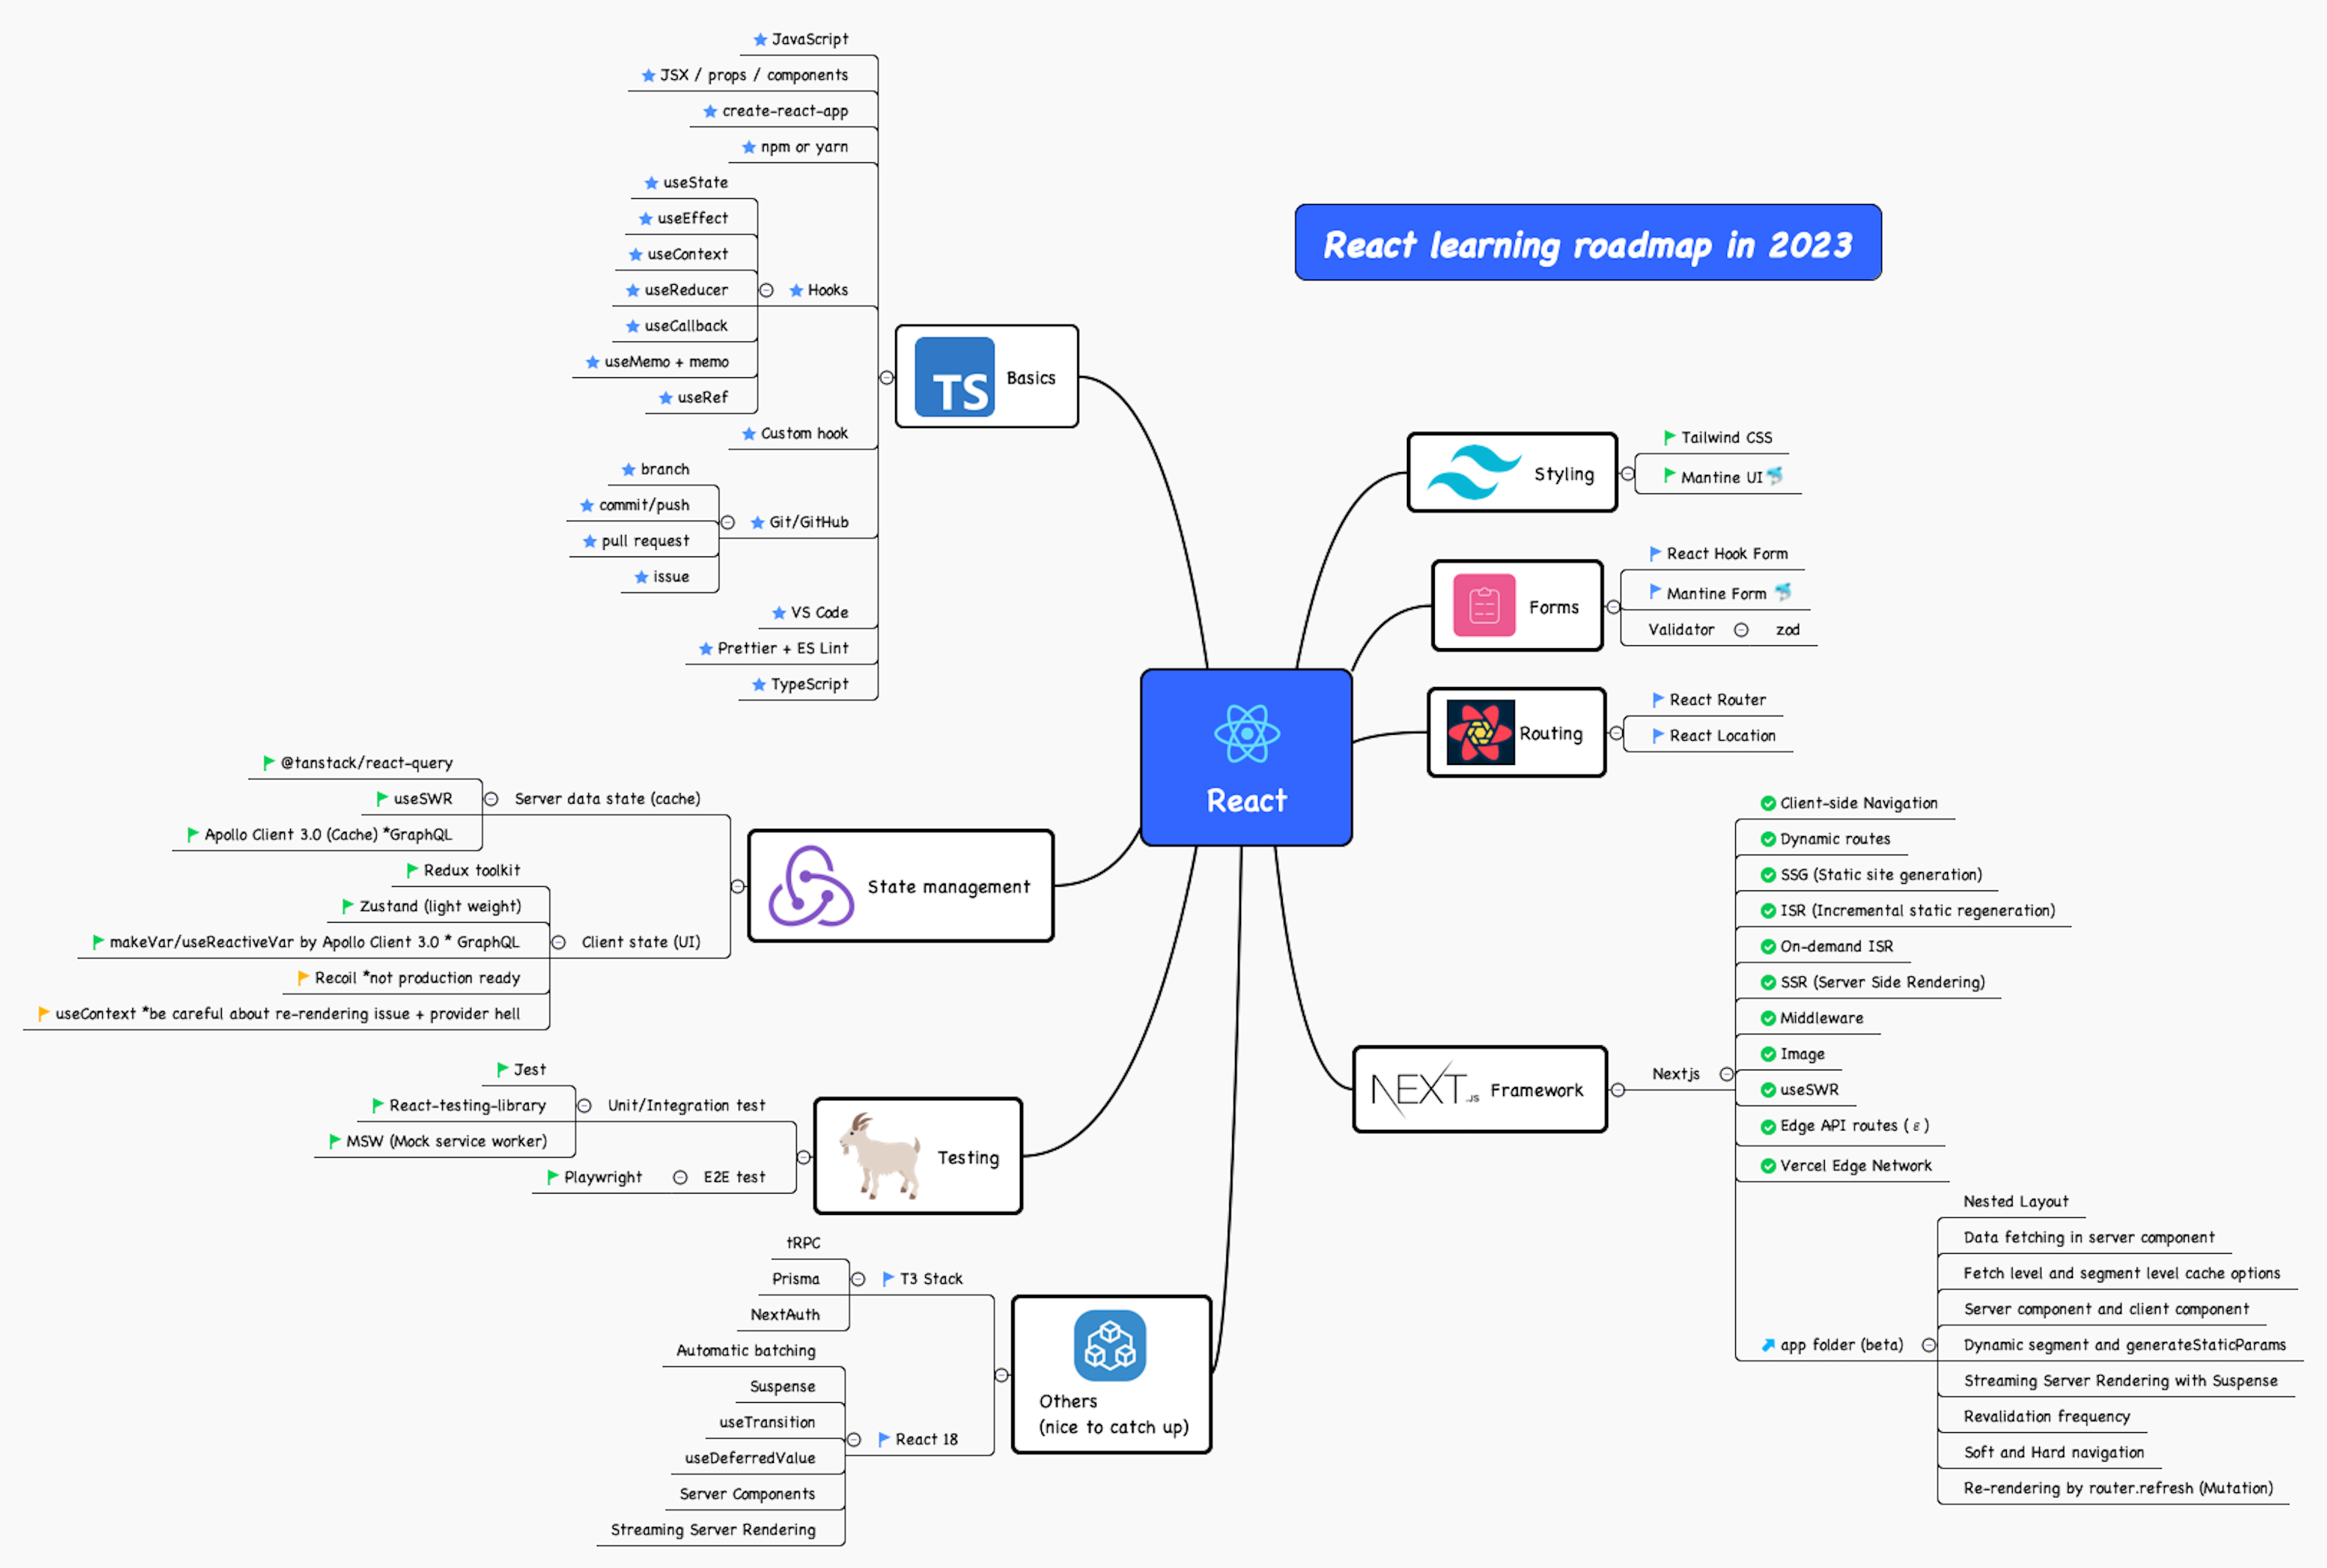 React learning roadmap in 2023
React
TS
Basics
JavaScript
JSX / props / components
create-react-app
npm or yarn
Hooks
useState
useEffect
useContext
useReducer
useCallback
useMemo + memo
useRef
Custom hook
Git/GitHub
branch
commit/push
pull request
issue
VS Code
Prettier + ES Lint
TypeScript
State management
Server data state (cache)
@tanstack/react-query
useSWR
Apollo Client 3.0 (Cache) *GraphQL
Client state (UI)
Redux toolkit
Zustand (light weight)
makeVar/useReactiveVar by Apollo Client 3.0 * GraphQL
Recoil *not production ready
useContext *be careful about re-rendering issue + provider hell
Testing
Unit/Integration test
Jest
React-testing-library
MSW (Mock service worker)
E2E test
Playwright
Others
(nice to catch up)
T3 Stack
tRPC
Prisma
NextAuth
React 18
Automatic batching
Suspense
useTransition
useDeferredValue
Server Components
Streaming Server Rendering
Styling
Tailwind CSS
Mantine UI
Forms
React Hook Form
Mantine Form
Validator
zod
Routing
React Router
React Location
NEXT.JS
Framework
Nextjs
Client-side Navigation
Dynamic routes
SSG (Static site generation)
ISR (Incremental static regeneration)
On-demand ISR
SSR (Server Side Rendering)
Middleware
Image
useSWR
Edge API routes ( ε )
Vercel Edge Network
app folder (beta)
Nested Layout
Data fetching in server component
Fetch level and segment level cache options
Server component and client component
Dynamic segment and generateStaticParams
Streaming Server Rendering with Suspense
Revalidation frequency
Soft and Hard navigation
Re-rendering by router.refresh (Mutation)